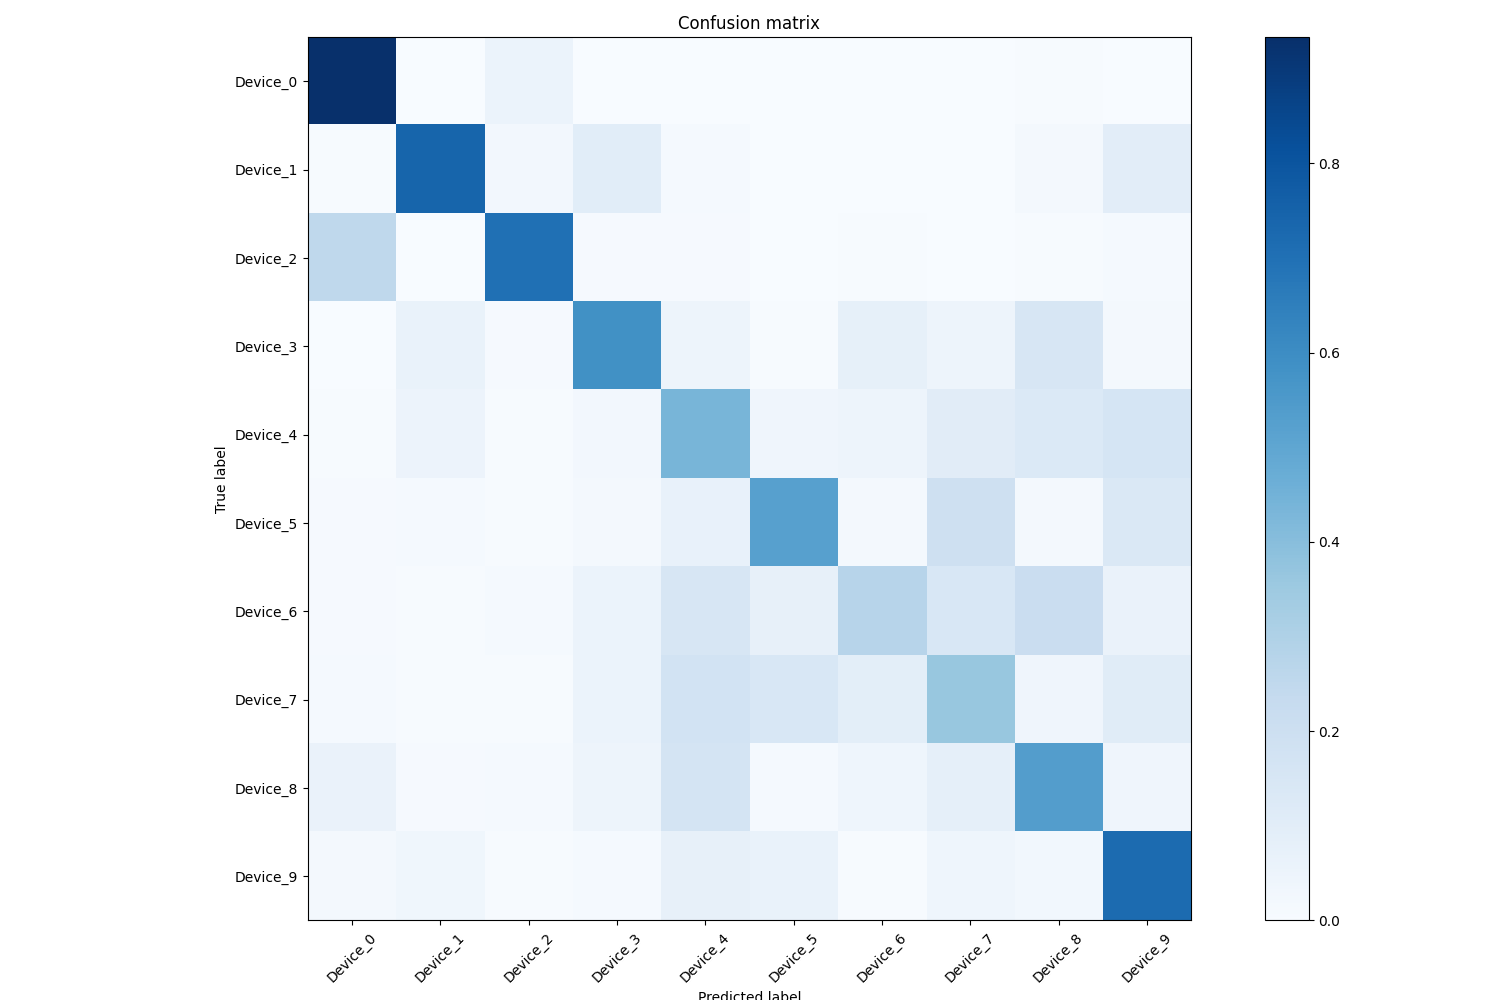 Confusion matrix
Device_0
Device_1
Device_2
Device_3
Device_4
Device_5
Device_6
Device_7
Device_8
Device_9
True label
Device_0
Device_1
Device_2
Device_3
Device_4
Device_5
Device_6
Device_7
Device_8
Device_9
Predicted label
0.8
0.6
0.4
0.2
0.0